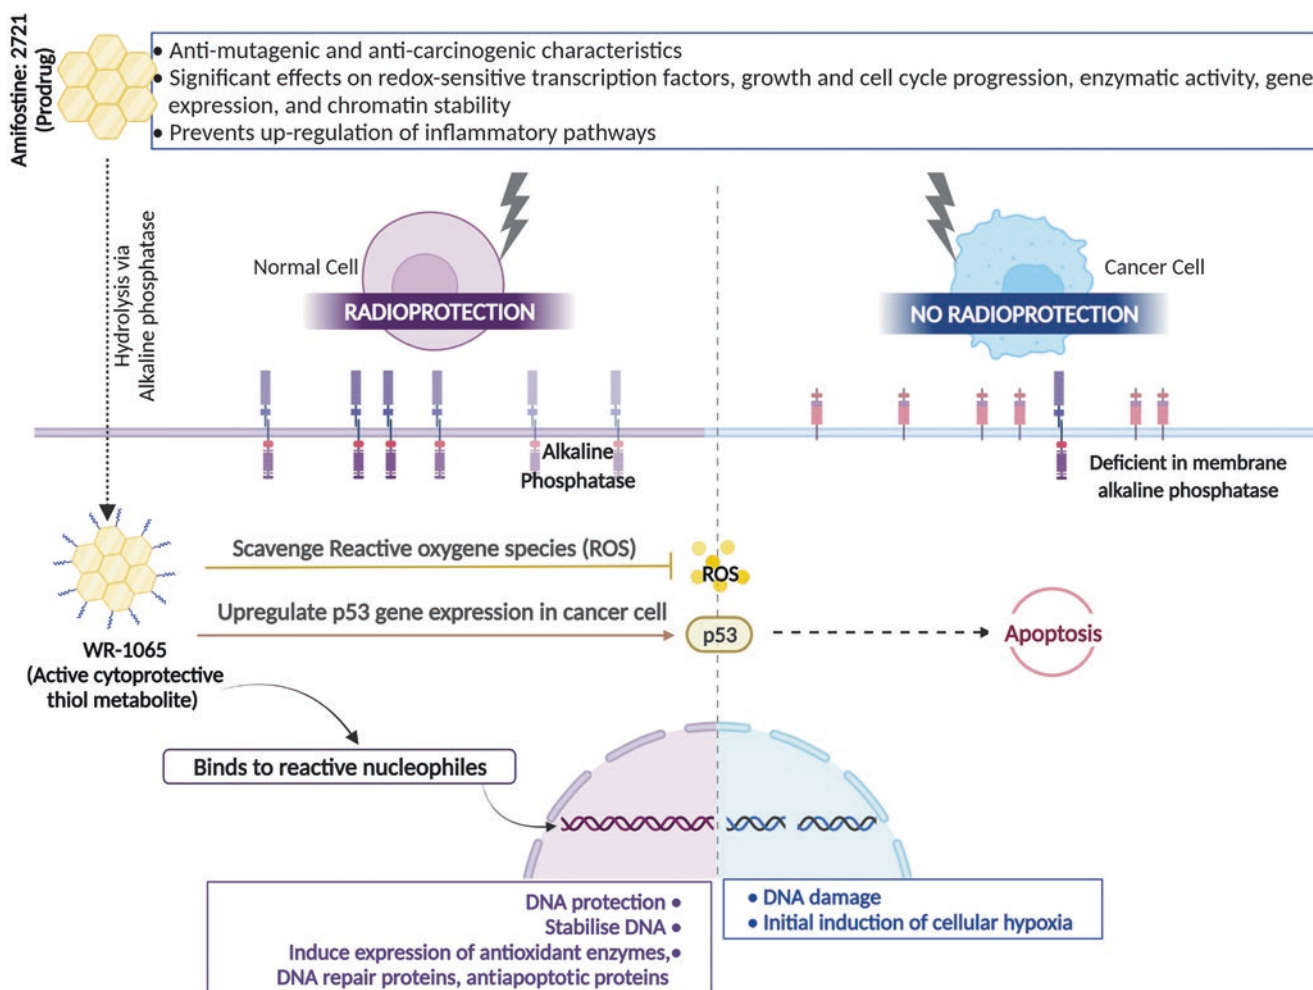 Amifostine: 2721
(Prodrug)
• Anti-mutagenic and anti-carcinogenic characteristics
• Significant effects on redox-sensitive transcription factors, growth and cell cycle progression, enzymatic activity, gene
expression, and chromatin stability
• Prevents up-regulation of inflammatory pathways
Hydrolysis via
Alkaline phosphatase
Normal Cell
RADIOPROTECTION
Cancer Cell
NO RADIOPROTECTION
Alkaline
Phosphatase
Deficient in membrane
alkaline phosphatase
Scavenge Reactive oxygene species (ROS)
ROS
Upregulate p53 gene expression in cancer cell
p53
Apoptosis
WR-1065
(Active cytoprotective
thiol metabolite)
Binds to reactive nucleophiles
DNA protection •
Stabilise DNA •
Induce expression of antioxidant enzymes,•
DNA repair proteins, antiapoptotic proteins
• DNA damage
• Initial induction of cellular hypoxia